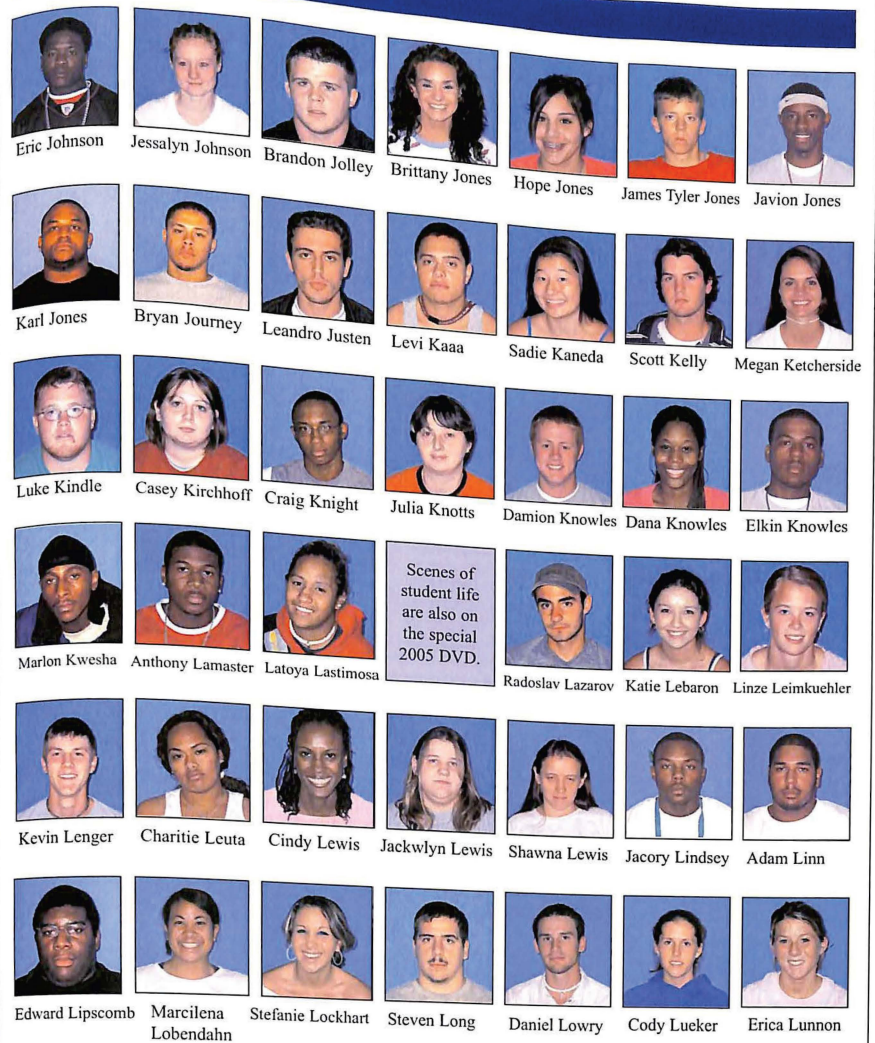 Eric Johnson
Jessalyn Johnson
Brandon Jolley
Brittany Jones
Hope Jones
James Tyler Jones
Javion Jones
Karl Jones
Bryan Journey
Leandro Justen
Levi Kaaa
Sadie Kaneda
Scott Kelly
Megan Ketcherside
Luke Kindle
Casey Kirchhoff
Craig Knight
Julia Knotts
Damion Knowles
Dana Knowles
Elkin Knowles
Marlon Kwesha
Anthony Lamaster
Latoya Lastimosa
Scenes of
student life
are also on
the special
2005 DVD.
Radoslav Lazarov
Katie Lebaron
Linze Leimkuehler
Kevin Lenger
Charitie Leuta
Cindy Lewis
Jackwlyn Lewis
Shawna Lewis
Jacory Lindsey
Adam Linn
Edward Lipscomb
Marcilena
Lobendahn
Stefanie Lockhart
Steven Long
Daniel Lowry
Cody Lueker
Erica Lunnon